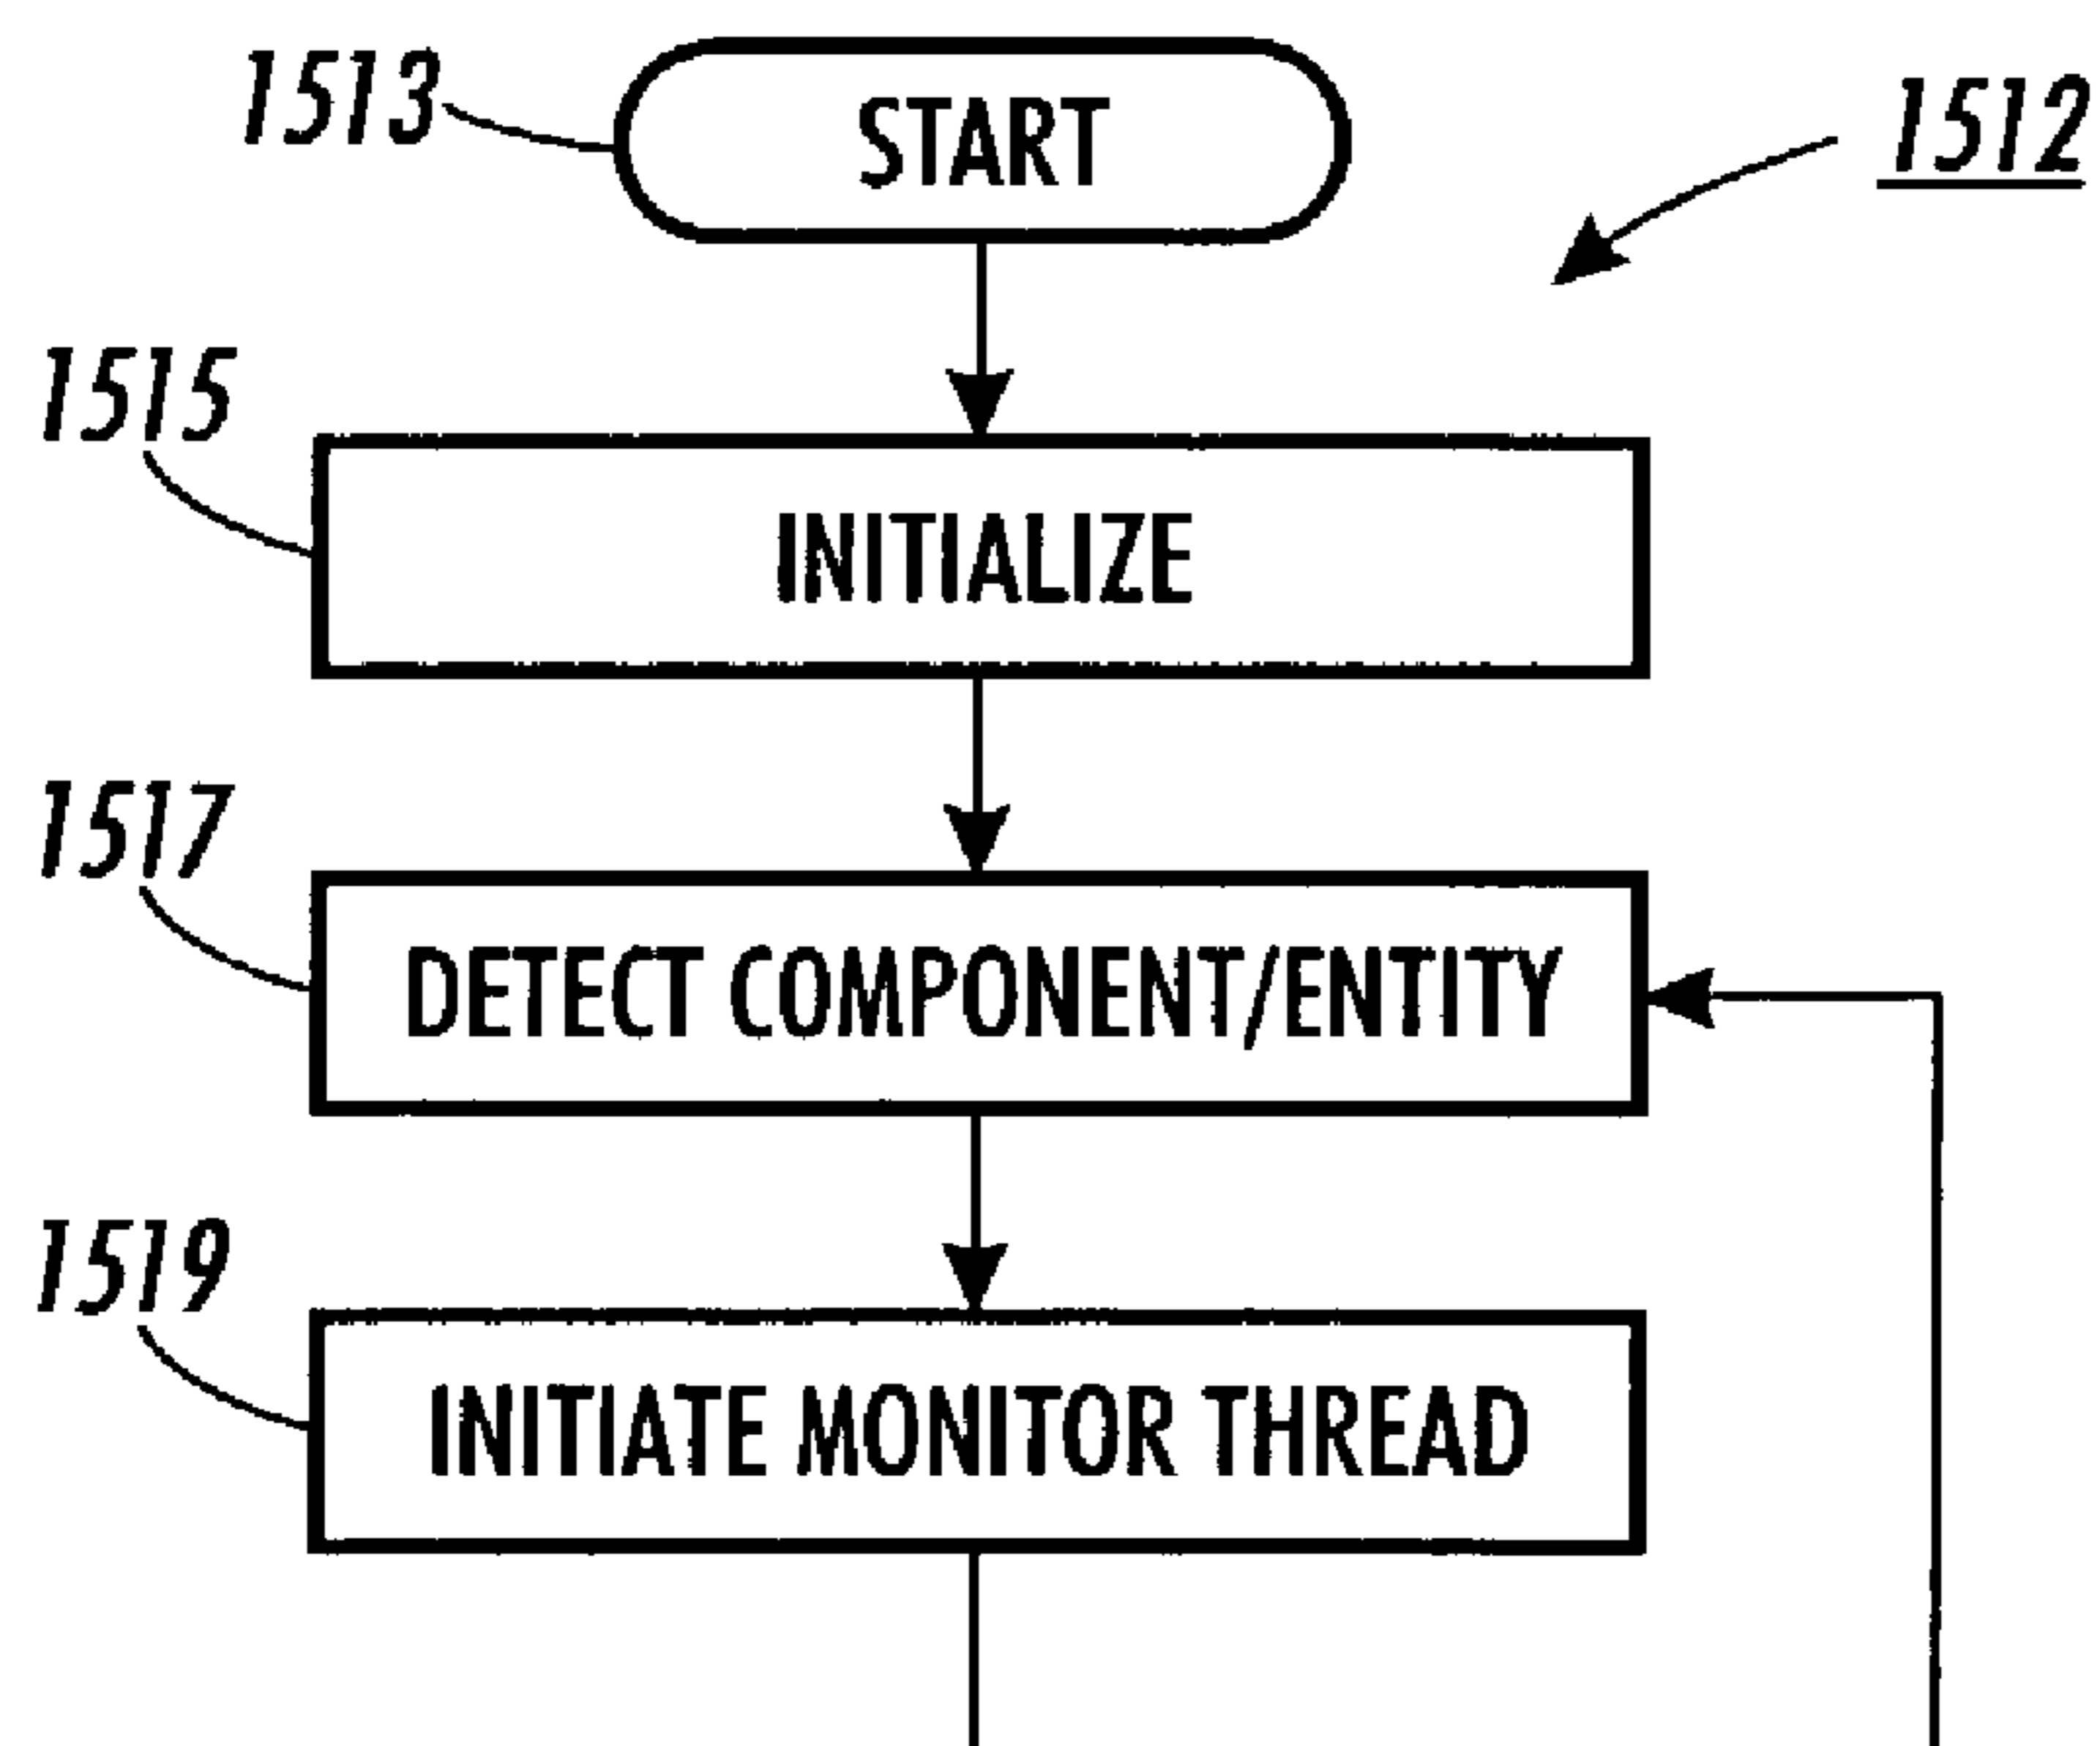 1513
START
1512
1515
INITIALIZE
1517
DETECT COMPONENT/ENTITY
1519
INITIATE MONITOR THREAD